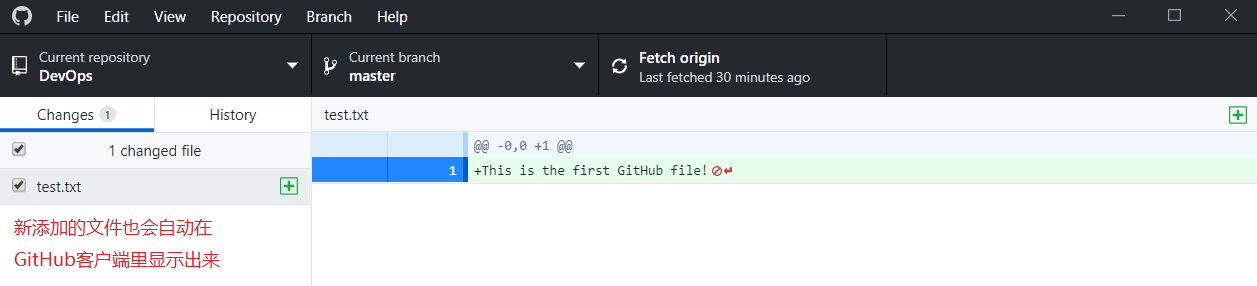 File Edit View Repository Branch Help
Current repository
DevOps
Current branch
master
Fetch origin
Last fetched 30 minutes ago
Changes 1
History
1 changed file
test.txt
新添加的文件也会自动在
GitHub客户端里显示出来
test.txt
@@ -0,0 +1 @@
1 +This is the first GitHub file!